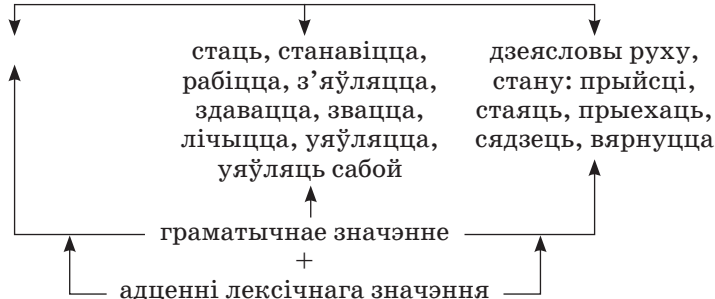 стаць, станавіцца,
рабіцца, з’яўляцца,
здавацца, звацца,
лічыцца, уяўляцца,
уяўляць сабой
дзеясловы руху,
стану: прыйсці,
стаяць, прыехаць,
сядзець, вярнуцца
граматычнае значэнне
+
адценні лексічнага значэння